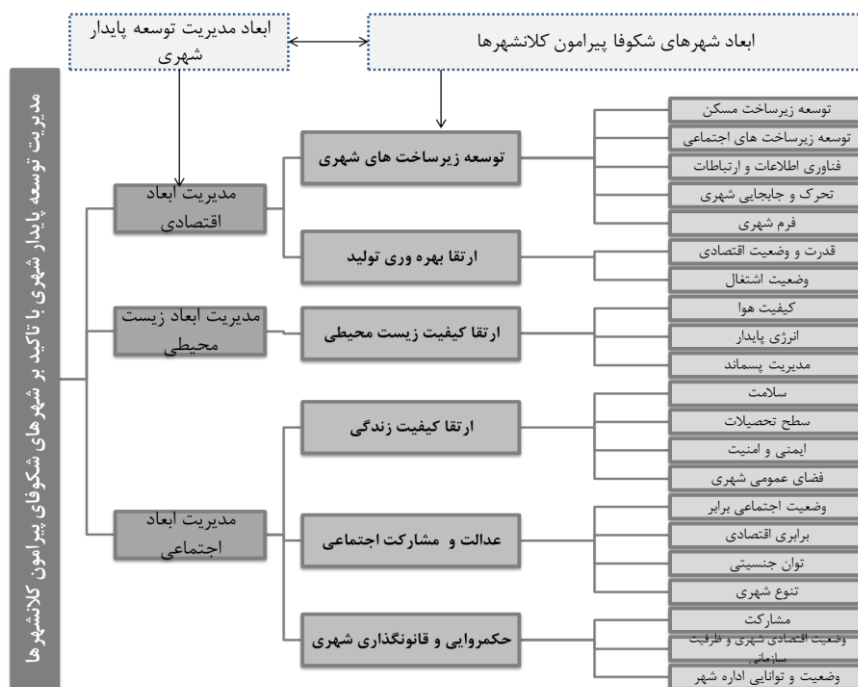 ابعاد مدیریت توسعه پایدار
شهری
ابعاد شهرهای شکوفا پیرامون کلانشهرها
مدیریت توسعه پایدار شهری با تاکید بر شهرهای شکوفای پیرامون کلانشهر ها
مدیریت ابعاد
اقتصادی
توسعه زیرساخت های شهری
توسعه زیرساخت مسکن
توسعه زیرساخت های اجتماعی
فناوری اطلاعات و ارتباطات
تحرک و جابجایی شهری
فرم شهری
ارتقا بهره وری تولید
قدرت و وضعیت اقتصادی
وضعیت اشتغال
مدیریت ابعاد زیست
محیطی
ارتقا کیفیت زیست محیطی
کیفیت هوا
انرژی پایدار
مدیریت پسماند
مدیریت ابعاد
اجتماعی
ارتقا کیفیت زندگی
سلامت
سطح تحصیلات
ایمنی و امنیت
فضای عمومی شهری
عدالت و مشارکت اجتماعی
وضعیت اجتماعی برابر
برابری اقتصادی
توان جنسیتی
تنوع شهری
حکمروایی و قانونگذاری شهری
مشارکت
وضعیت اقتصادی شهری و ظرفیت
سازمانی
وضعیت و توانایی اداره شهر